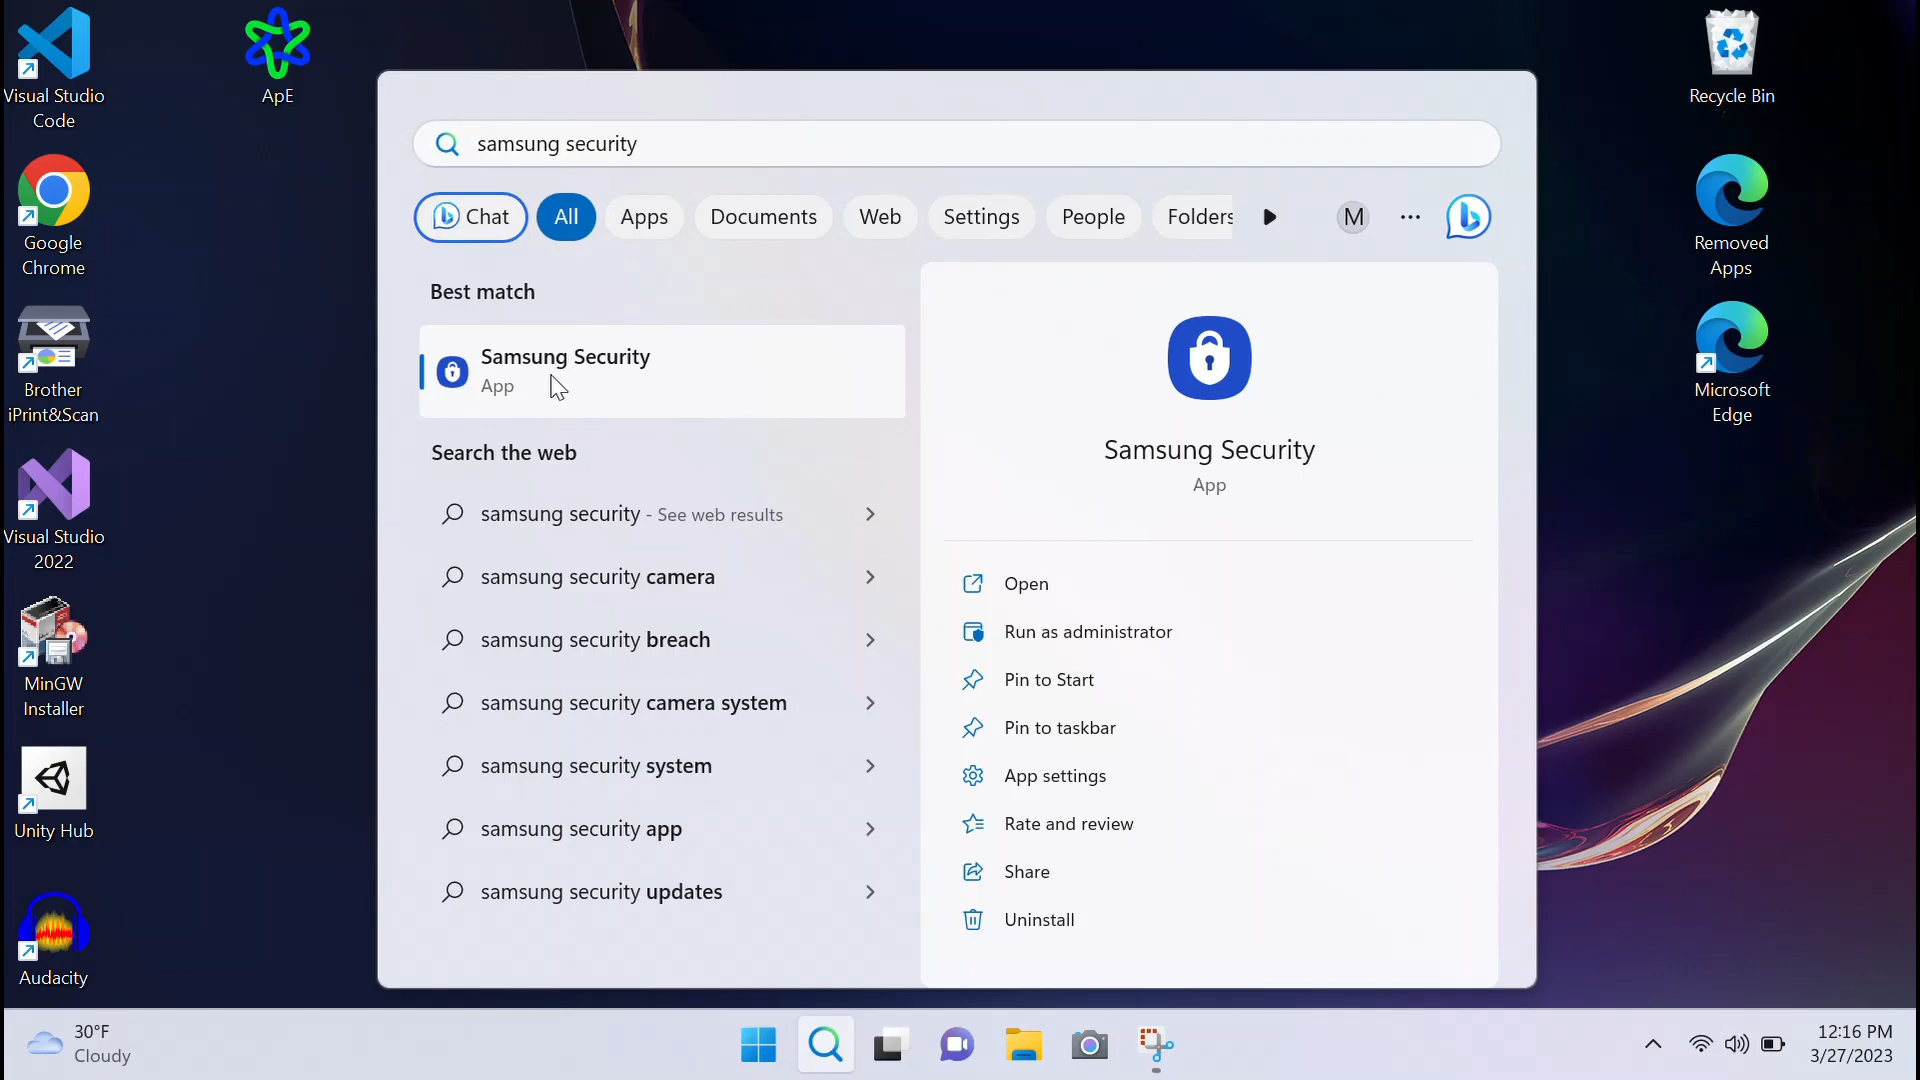 Visual Studio
Code
ApE
Google
Chrome
Brother
iPrint&Scan
Visual Studio
2022
MinGW
Installer
Unity Hub
Audacity
samsung security
Chat
All
Apps
Documents
Web
Settings
People
Folders
M
Best match
Samsung Security
App
Search the web
samsung security - See web results
samsung security camera
samsung security breach
samsung security camera system
samsung security system
samsung security app
samsung security updates
Samsung Security
App
Open
Run as administrator
Pin to Start
Pin to taskbar
App settings
Rate and review
Share
Uninstall
Recycle Bin
Removed
Apps
Microsoft
Edge
30°F
Cloudy
12:16 PM
3/27/2023